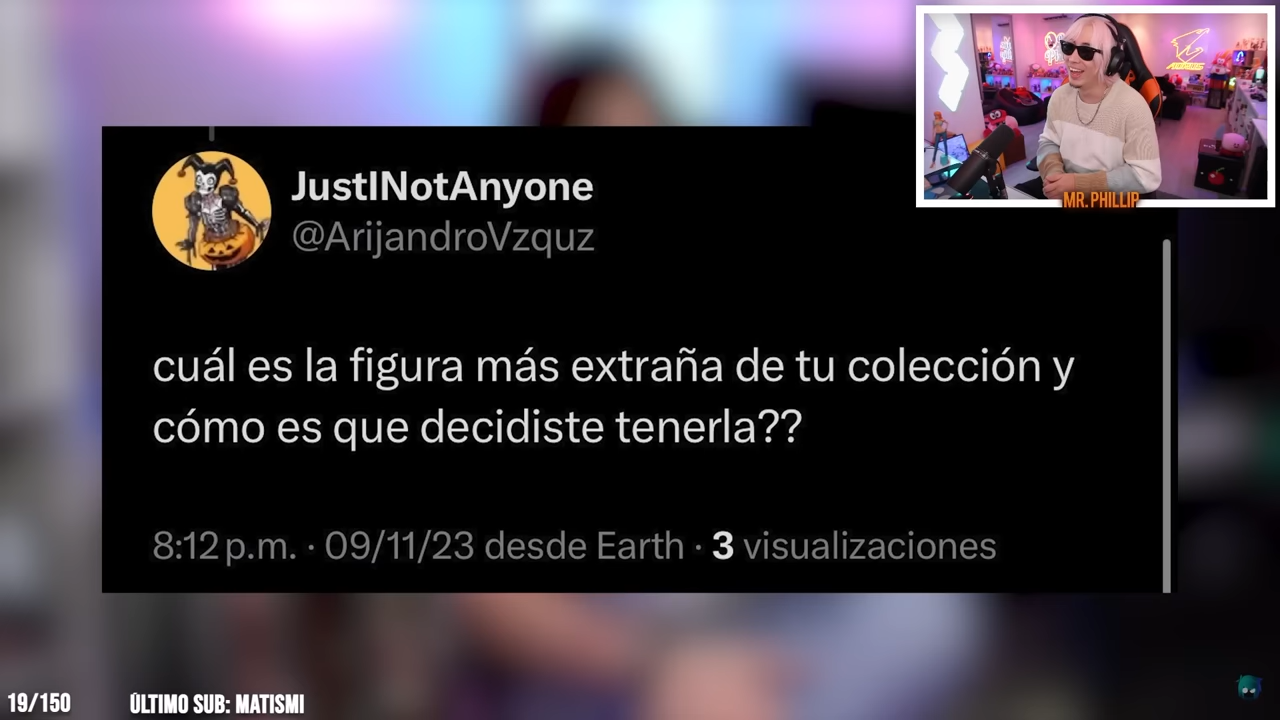 JustINotAnyone
@ArijandroVzquz
cuál es la figura más extraña de tu colección y
cómo es que decidiste tenerla??
8:12 p.m. · 09/11/23 desde Earth · 3 visualizaciones
MR. PHILLIP
19/150
ÚLTIMO SUB: MATISMI